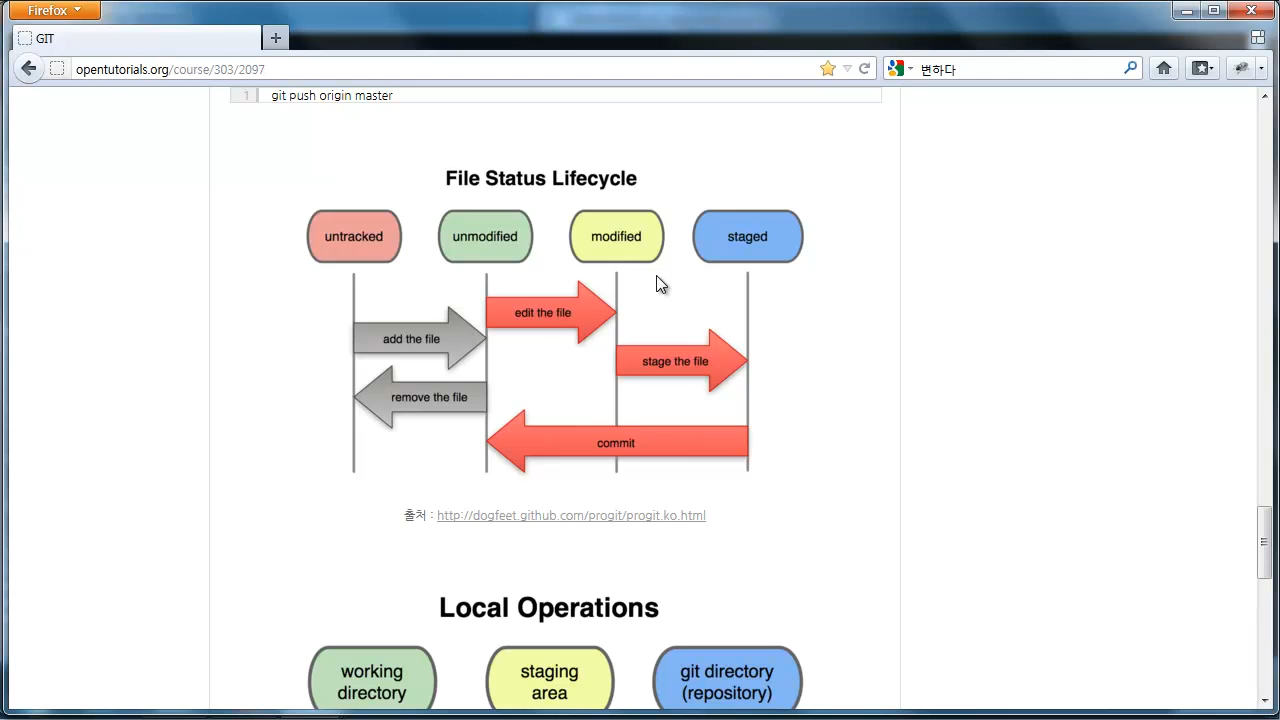 Firefox
GIT
opentutorials.org/course/303/2097
변하다
1 git push origin master
File Status Lifecycle
untracked unmodified modified staged
edit the file
add the file
stage the file
remove the file
commit
출처 : http://dogfeet.github.com/progit/progit.ko.html
Local Operations
working directory
staging area
git directory (repository)